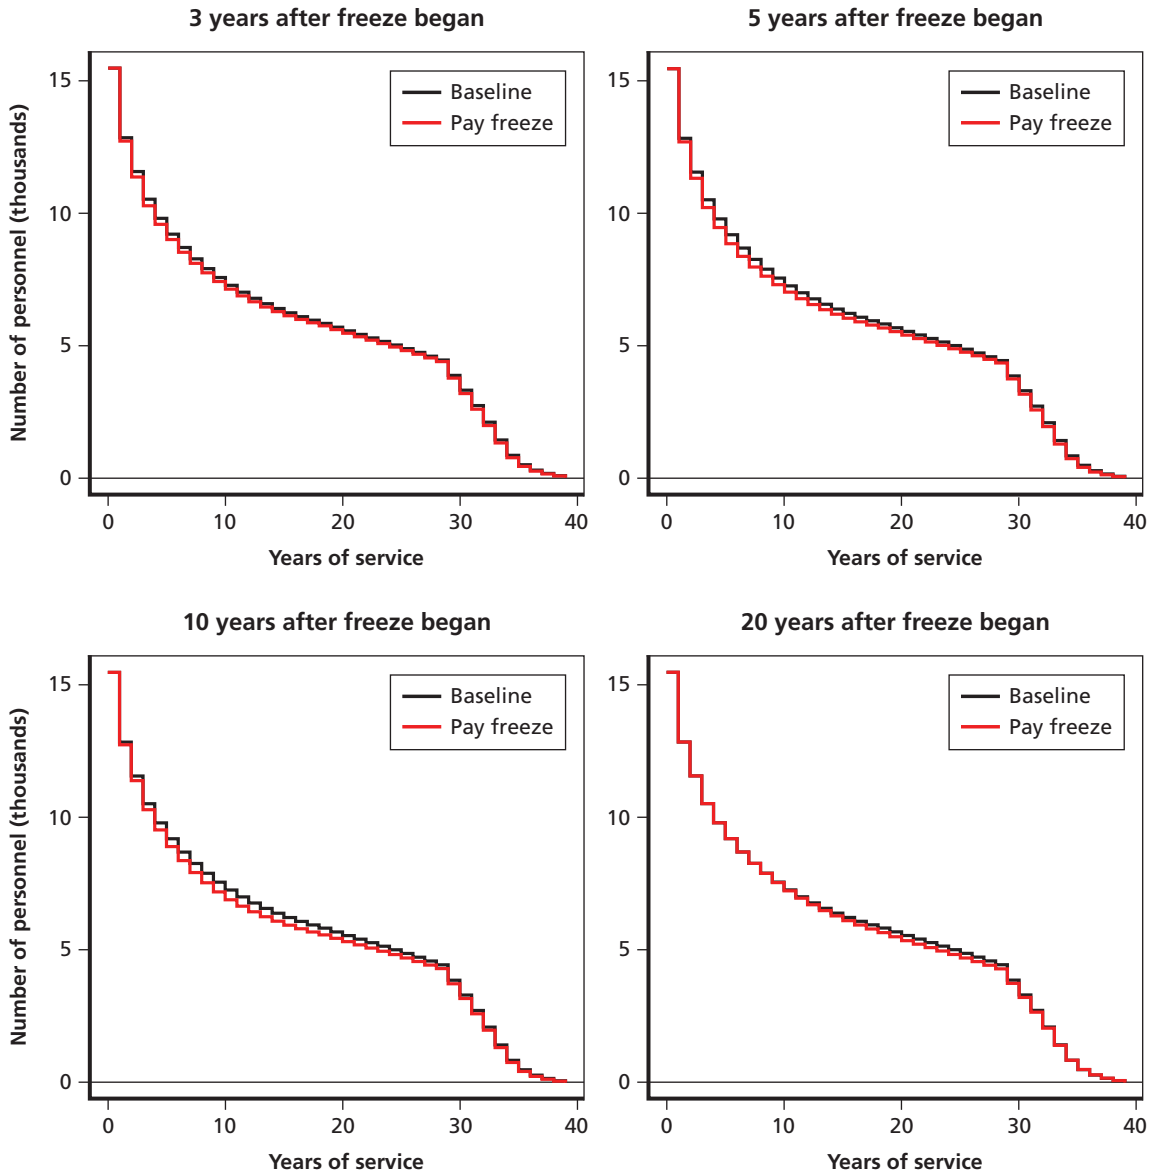 3 years after freeze began
Number of personnel (thousands)
15
10
5
0
Baseline
Pay freeze
0 10 20 30 40
Years of service
5 years after freeze began
15
10
5
0
Baseline
Pay freeze
0 10 20 30 40
Years of service
10 years after freeze began
Number of personnel (thousands)
15
10
5
0
Baseline
Pay freeze
0 10 20 30 40
Years of service
20 years after freeze began
15
10
5
0
Baseline
Pay freeze
0 10 20 30 40
Years of service